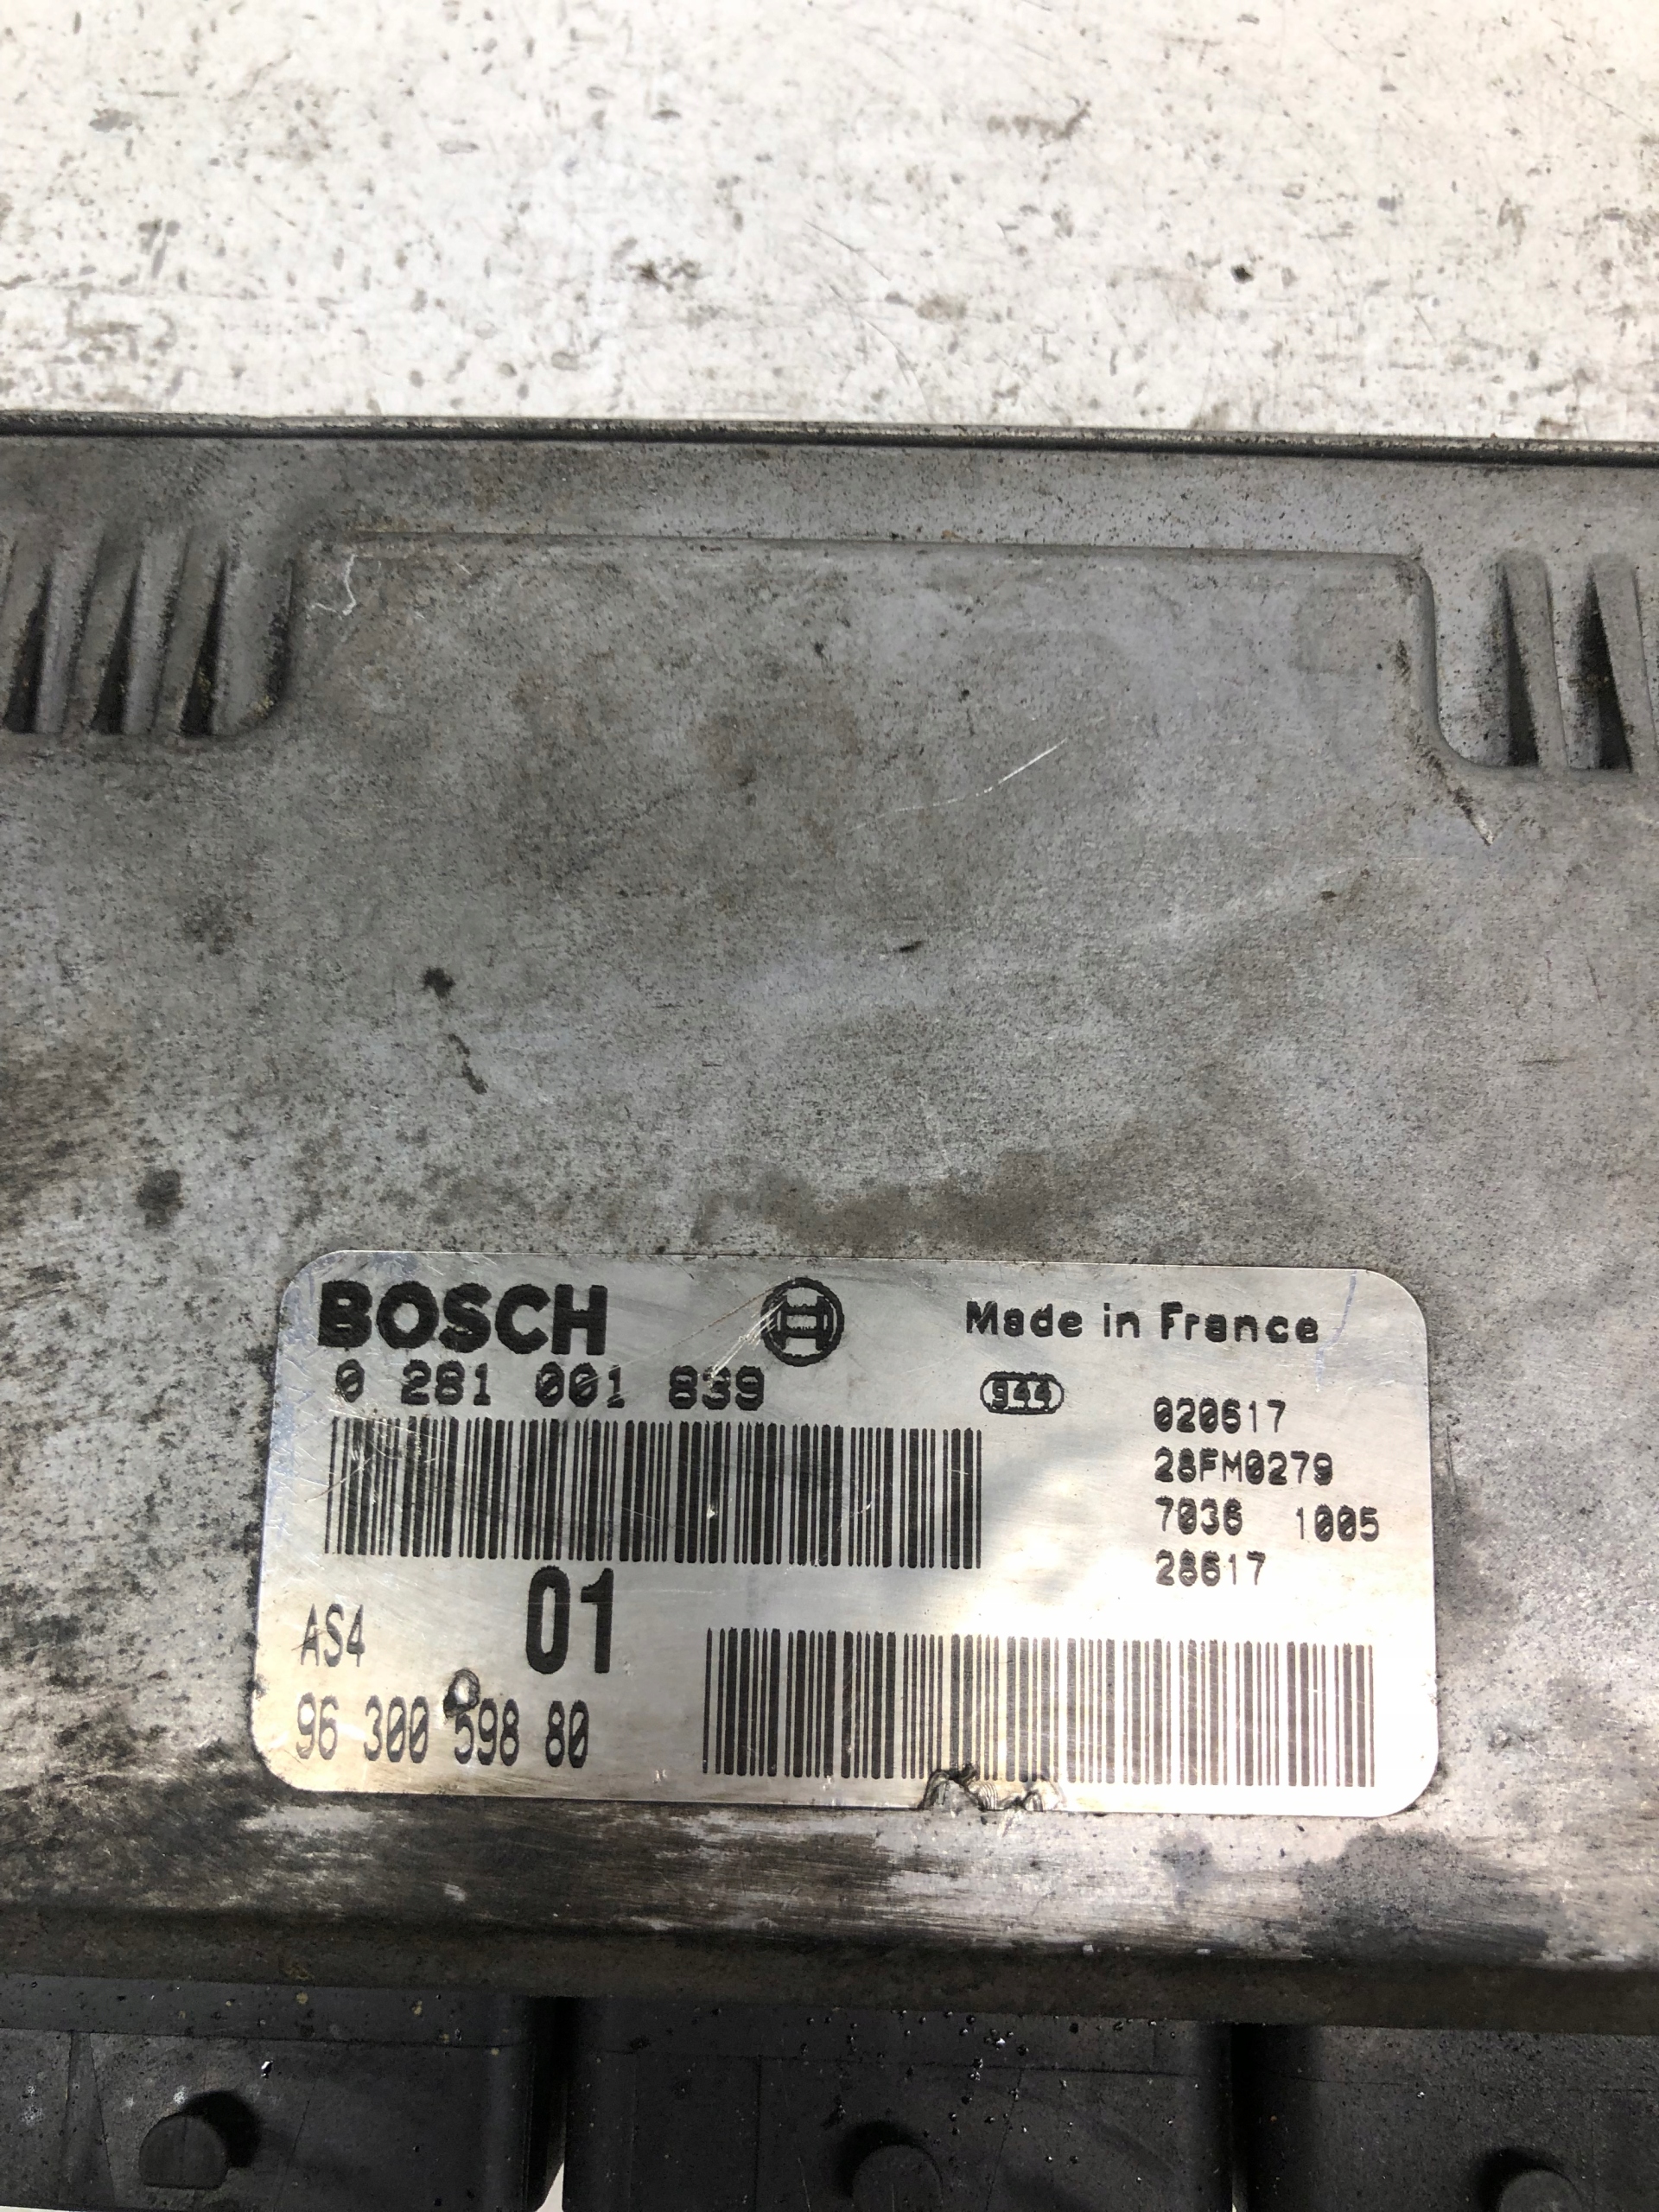 BOSCH
Made in France
0 281 001 839
944
020617
28FM0279
7036 1005
28617
AS4
01
96 300 598 80